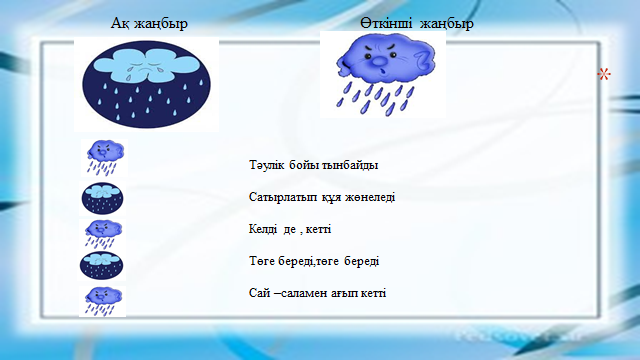 Ақ жаңбыр Өткінші жаңбыр
*
Тәулік бойы тынбайды
Сатырлатып құя жөнеледі
Келді де , кетті
Төге береді,төге береді
Сай –саламен ағып кетті